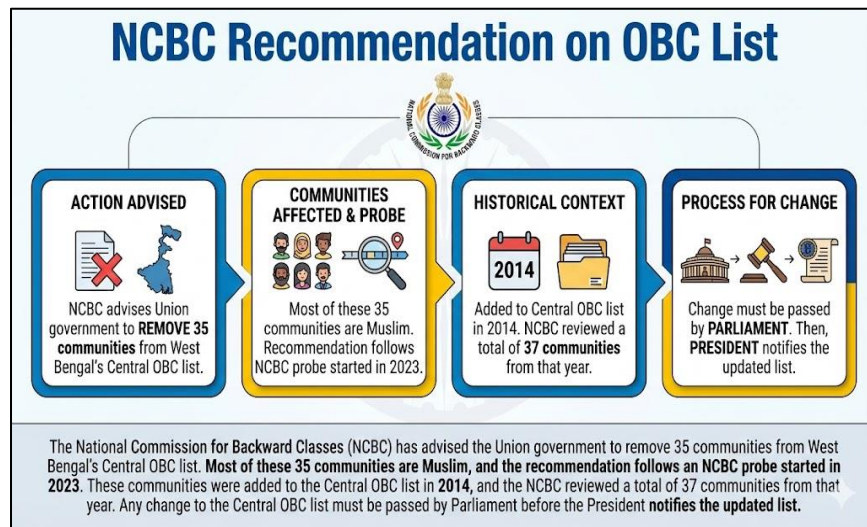 NCBC Recommendation on OBC List
NATIONAL COMMISSION FOR BACKWARD CLASSES
ACTION ADVISED
NCBC advises Union
government to REMOVE 35
communities from West
Bengal's Central OBC list.
COMMUNITIES
AFFECTED & PROBE
Most of these 35
communities are Muslim.
Recommendation follows
NCBC probe started in 2023.
HISTORICAL CONTEXT
2014
Added to Central OBC list
in 2014. NCBC reviewed a
total of 37 communities
from that year.
PROCESS FOR CHANGE
Change must be passed
by PARLIAMENT. Then,
PRESIDENT notifies the
updated list.
The National Commission for Backward Classes (NCBC) has advised the Union government to remove 35 communities from West
Bengal's Central OBC list. Most of these 35 communities are Muslim, and the recommendation follows an NCBC probe started in
2023. These communities were added to the Central OBC list in 2014, and the NCBC reviewed a total of 37 communities from that
year. Any change to the Central OBC list must be passed by Parliament before the President notifies the updated list.